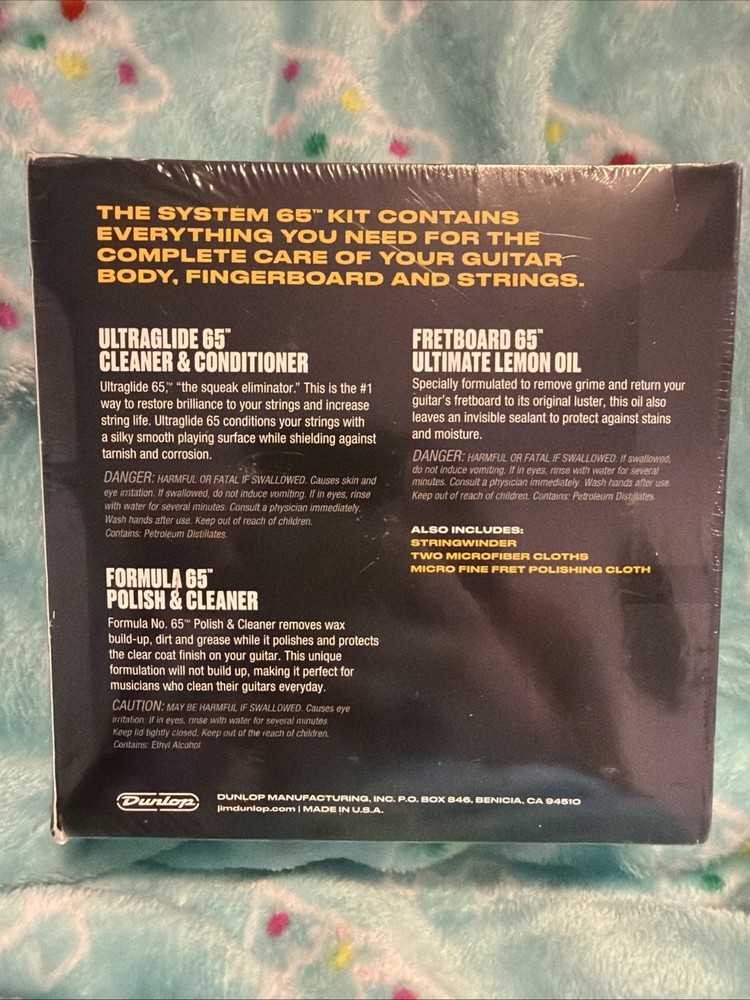 THE SYSTEM 65™ KIT CONTAINS
EVERYTHING YOU NEED FOR THE
COMPLETE CARE OF YOUR GUITAR
BODY, FINGERBOARD AND STRINGS.
ULTRAGLIDE 65™
CLEANER & CONDITIONER
Ultraglide 65,™ “the squeak eliminator.” This is the #1
way to restore brilliance to your strings and increase
string life. Ultraglide 65 conditions your strings with
a silky smooth playing surface while shielding against
tarnish and corrosion.
DANGER: HARMFUL OR FATAL IF SWALLOWED. Causes skin and
eye irritation. If swallowed, do not induce vomiting. If in eyes, rinse
with water for several minutes. Consult a physician immediately.
Wash hands after use. Keep out of reach of children.
Contains: Petroleum Distillates.
FORMULA 65™
POLISH & CLEANER
Formula No. 65™ Polish & Cleaner removes wax
build-up, dirt and grease while it polishes and protects
the clear coat finish on your guitar. This unique
formulation will not build up, making it perfect for
musicians who clean their guitars everyday.
CAUTION: MAY BE HARMFUL IF SWALLOWED. Causes eye
irritation. If in eyes, rinse with water for several minutes.
Keep lid tightly closed. Keep out of the reach of children.
Contains: Ethyl Alcohol
FRETBOARD 65™
ULTIMATE LEMON OIL
Specially formulated to remove grime and return your
guitar’s fretboard to its original luster, this oil also
leaves an invisible sealant to protect against stains
and moisture.
DANGER: HARMFUL OR FATAL IF SWALLOWED. If swallowed,
do not induce vomiting. If in eyes, rinse with water for several
minutes. Consult a physician immediately. Wash hands after use.
Keep out of reach of children. Contains: Petroleum Distillates.
ALSO INCLUDES:
STRINGWINDER
TWO MICROFIBER CLOTHS
MICRO FINE FRET POLISHING CLOTH
Dunlop
DUNLOP MANUFACTURING, INC. P.O. BOX 846, BENICIA, CA 94510
jimdunlop.com | MADE IN U.S.A.